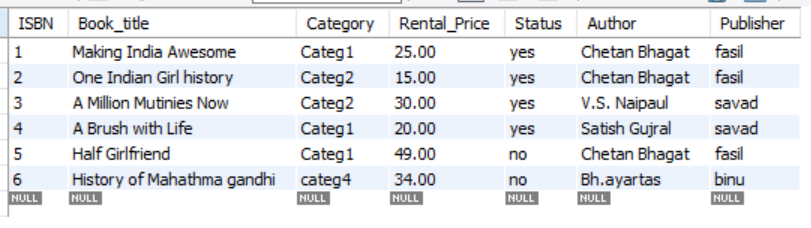 ISBN Book_title Category Rental_Price Status Author Publisher
1 Making India Awesome Categ1 25.00 yes Chetan Bhagat fasil
2 One Indian Girl history Categ2 15.00 yes Chetan Bhagat fasil
3 A Million Mutinies Now Categ2 30.00 yes V.S. Naipaul savad
4 A Brush with Life Categ1 20.00 yes Satish Gujral savad
5 Half Girlfriend Categ1 49.00 no Chetan Bhagat fasil
6 History of Mahathma gandhi categ4 34.00 no Bh.ayartas binu
NULL NULL NULL NULL NULL NULL NULL